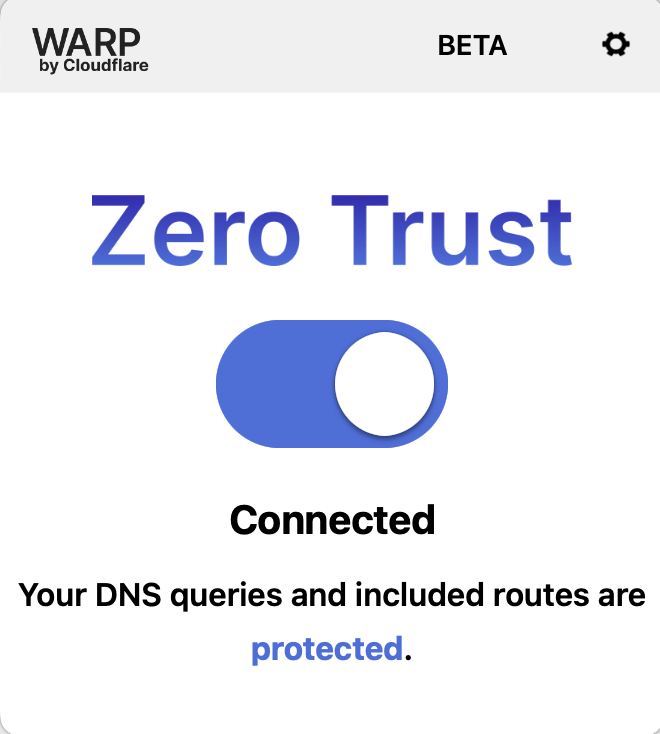 WARP
by Cloudflare
BETA
Zero Trust
Connected
Your DNS queries and included routes are
protected.